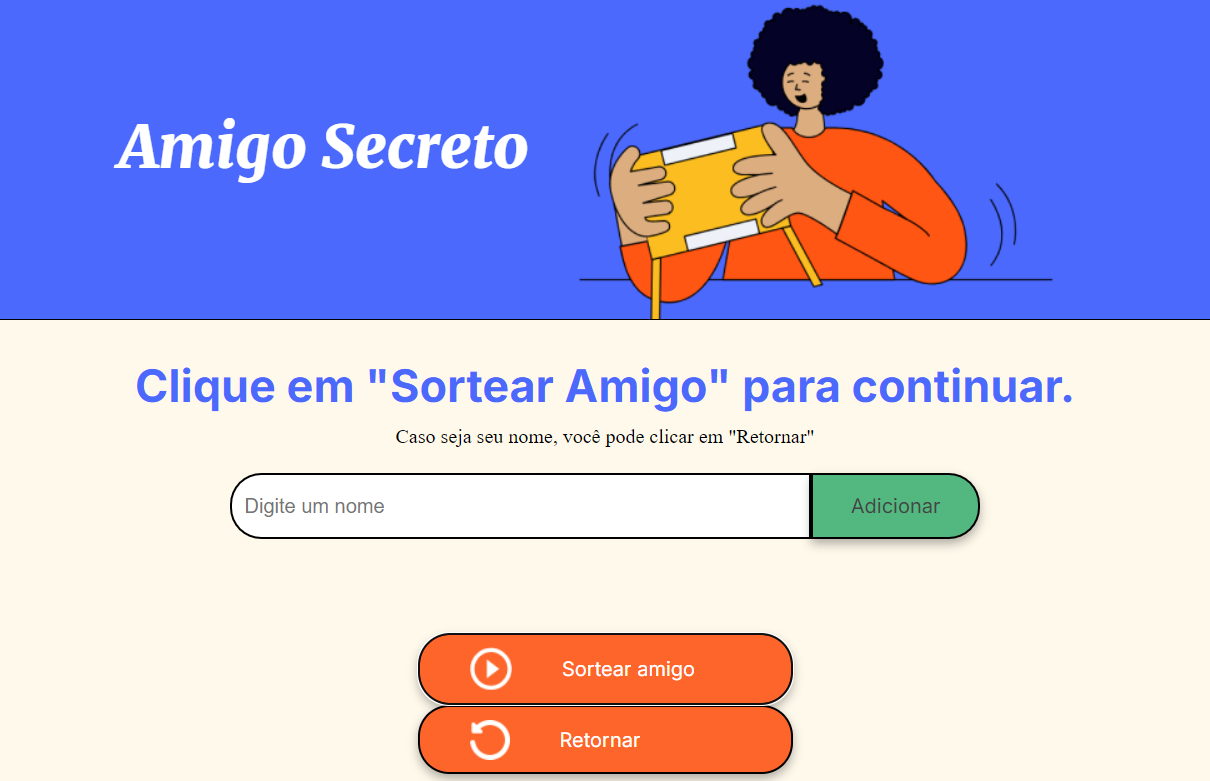 Amigo Secreto
Clique em "Sortear Amigo" para continuar.
Caso seja seu nome, você pode clicar em "Retornar"
Digite um nome
Adicionar
Sortear amigo
Retornar